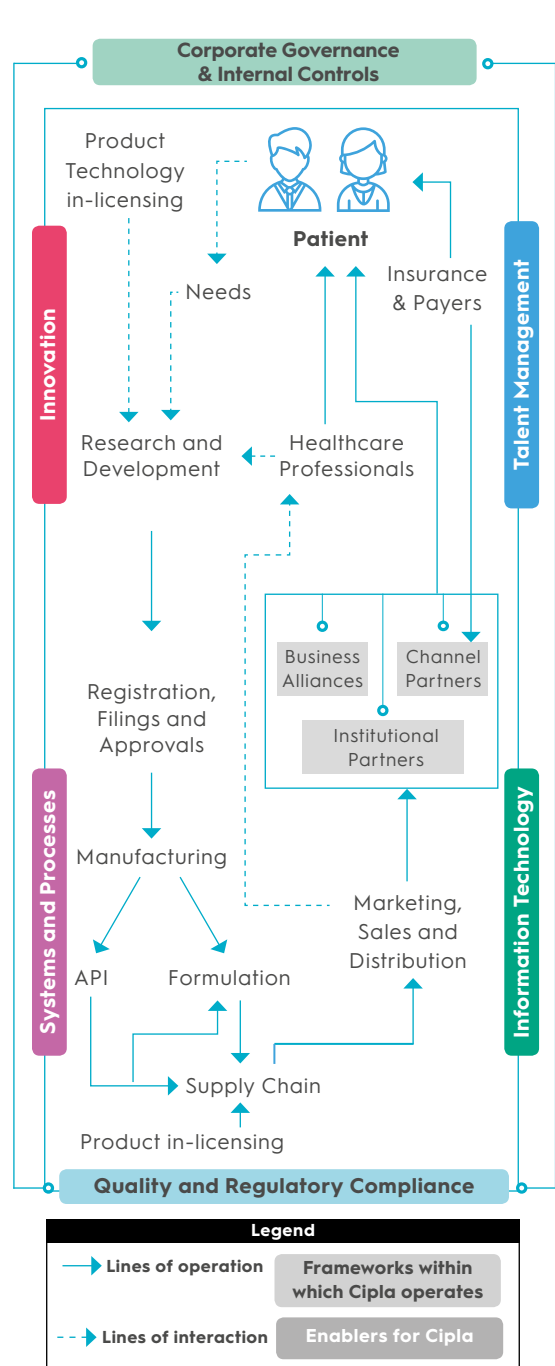 Corporate Governance
& Internal Controls
Product
Technology
in-licensing
Patient
Needs
Insurance
& Payers
Innovation
Talent Management
Research and
Development
Healthcare
Professionals
Business
Alliances
Channel
Partners
Institutional
Partners
Registration,
Filings and
Approvals
Systems and Processes
Information Technology
Manufacturing
Marketing,
Sales and
Distribution
API
Formulation
Supply Chain
Product in-licensing
Quality and Regulatory Compliance
Legend
Lines of operation
Frameworks within
which Cipla operates
Lines of interaction
Enablers for Cipla